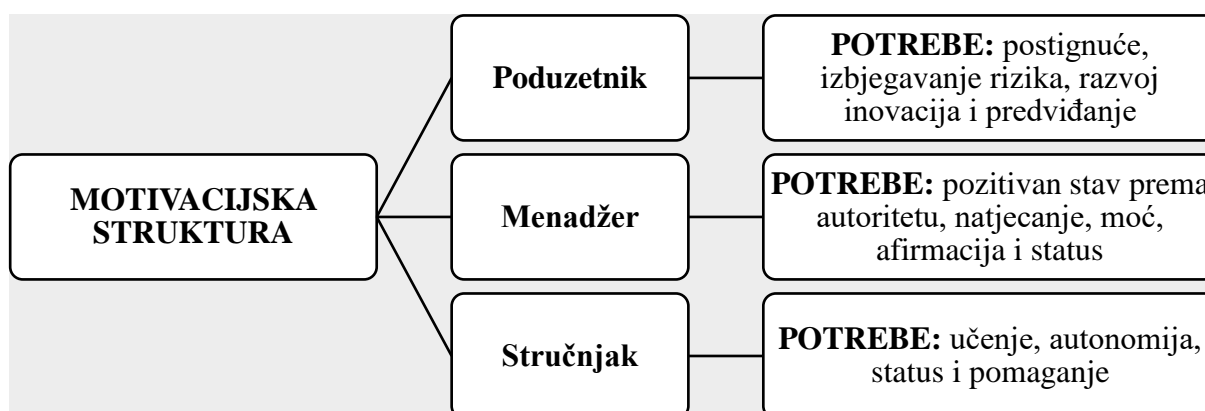 MOTIVACIJSKA
STRUKTURA
Poduzetnik
POTREBE: postignuće,
izbjegavanje rizika, razvoj
inovacija i predviđanje
Menadžer
POTREBE: pozitivan stav prema
autoritetu, natjecanje, moć,
afirmacija i status
Stručnjak
POTREBE: učenje, autonomija,
status i pomaganje